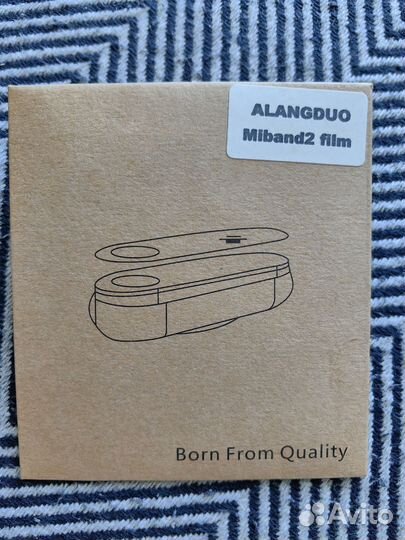 ALANGDUO
Miband2 film
Born From Quality
Avito